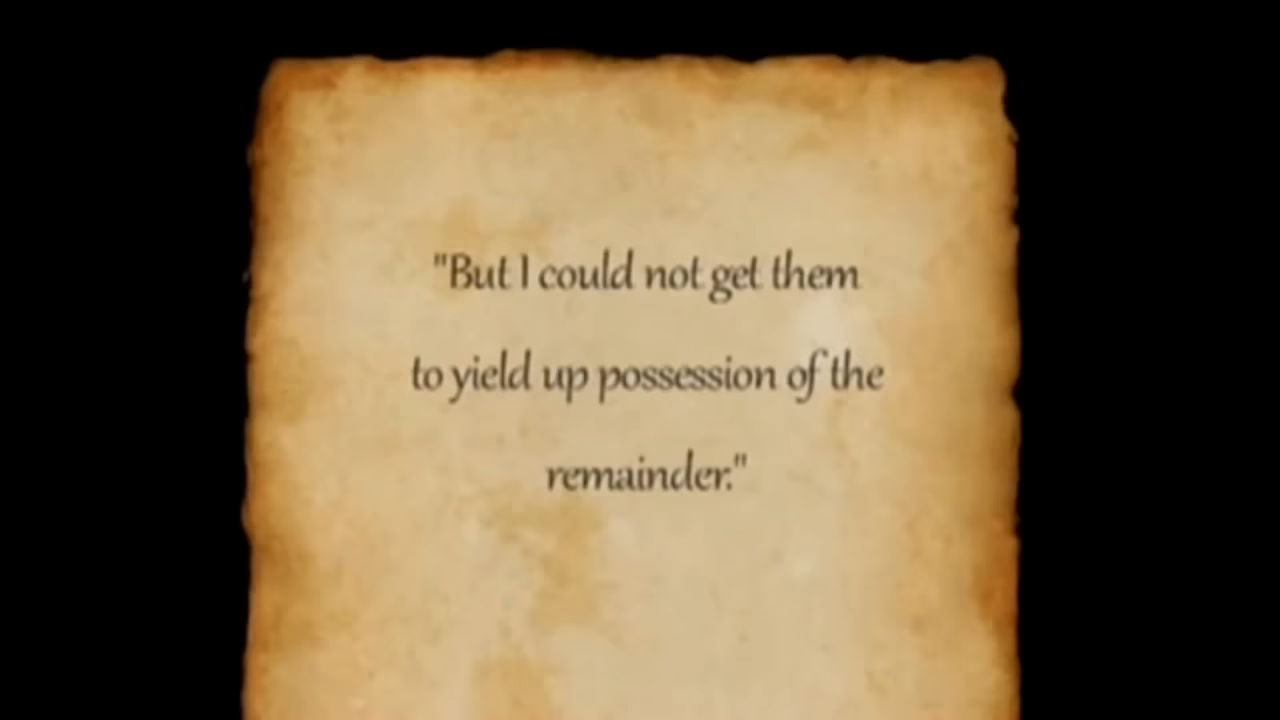 "But I could not get them
to yield up possession of the
remainder."